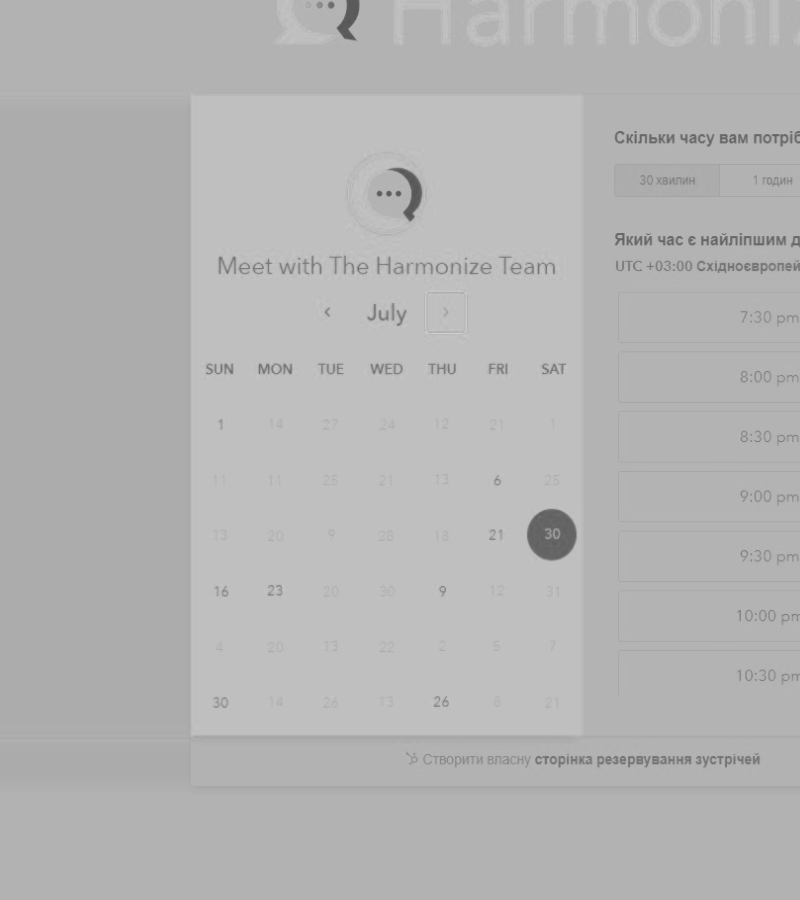 Harmoniz
Meet with The Harmonize Team
July
SUN MON TUE WED THU FRI SAT
1 14 27 24 12 21 1
11 11 25 21 13 6 25
13 20 9 28 18 21 30
16 23 20 30 9 12 31
4 20 13 22 2 5 7
30 14 26 13 26 8 21
Скільки часу вам потріб
30 хвилин 1 годин
Який час є найліпшим д
UTC +03:00 Східноєвропей
7:30 pm
8:00 pm
8:30 pm
9:00 pm
9:30 pm
10:00 pm
10:30 pm
Створити власну сторінка резервування зустрічей